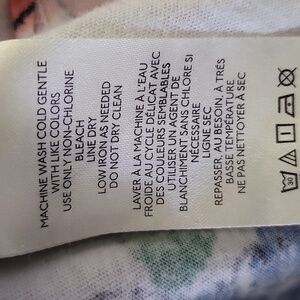 MACHINE WASH COLD GENTLE
WITH LIKE COLORS
USE ONLY NON-CHLORINE
BLEACH
LINE DRY
LOW IRON AS NEEDED
DO NOT DRY CLEAN
LAVER À LA MACHINE À L'EAU
FROIDE AU CYCLE DÉLICAT AVEC
DES COULEURS SEMBLABLES
UTILISER UN AGENT DE
BLANCHIMENT SANS CHLORE SI
NÉCESSAIRE
LIGNE SEC
REPASSER, AU BESOIN, À TRÈS
BASSE TEMPÉRATURE
NE PAS NETTOYER À SEC
30